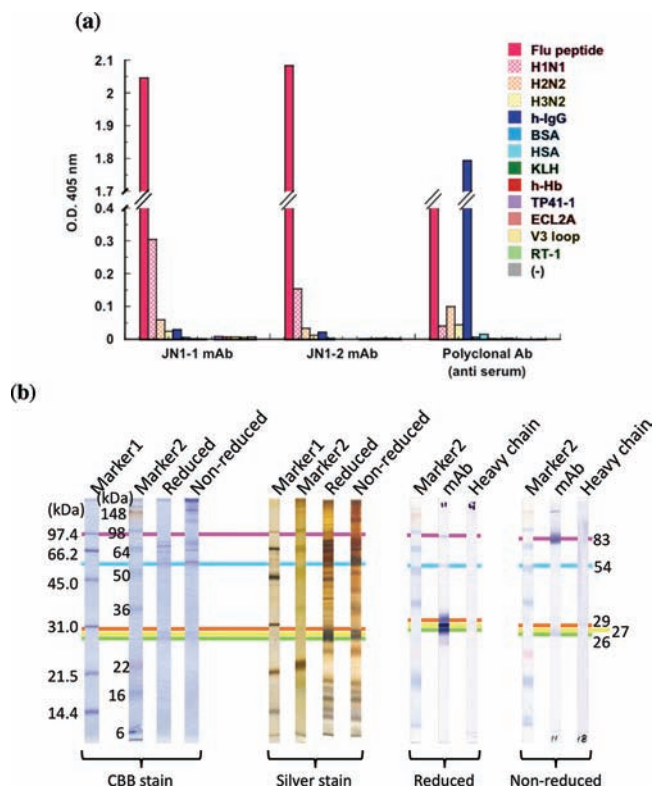 (a)
O.D. 405 nm
2.1
2
1.9
1.8
1.7
0.4
0.3
0.2
0.1
0
JN1-1 mAb
JN1-2 mAb
Polyclonal Ab
(anti serum)
Flu peptide
H1N1
H2N2
H3N2
h-IgG
BSA
HSA
KLH
h-Hb
TP41-1
ECL2A
V3 loop
RT-1
(-)
(b)
Marker1
Marker2
Reduced
Non-reduced
Marker1
Marker2
Reduced
Non-reduced
Marker2
mAb
Heavy chain
Marker2
mAb
Heavy chain
(kDa)
97.4
66.2
45.0
31.0
21.5
14.4
(kDa)
148
98
64
50
36
22
16
6
83
54
29
27
26
11
48
CBB stain
Silver stain
Reduced
Non-reduced